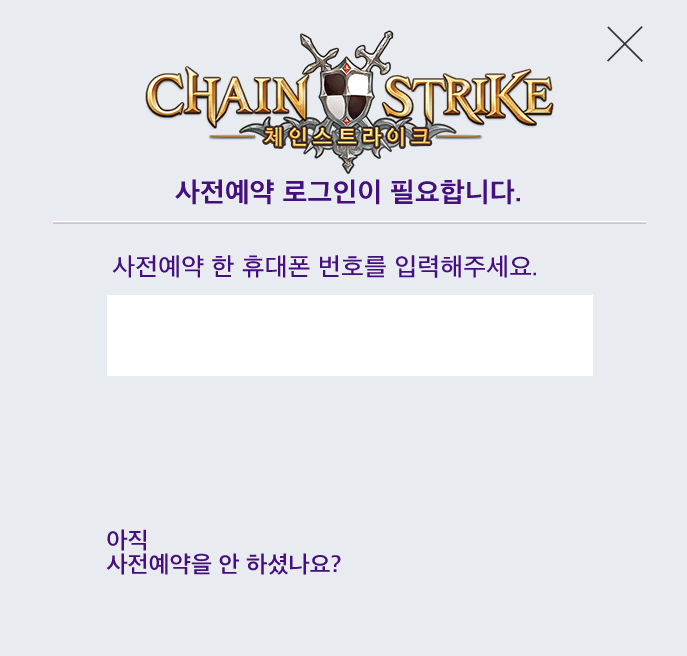 CHAIN STRIKE
체인스트라이크
사전예약 로그인이 필요합니다.
사전예약 한 휴대폰 번호를 입력해주세요.
아직
사전예약을 안 하셨나요?